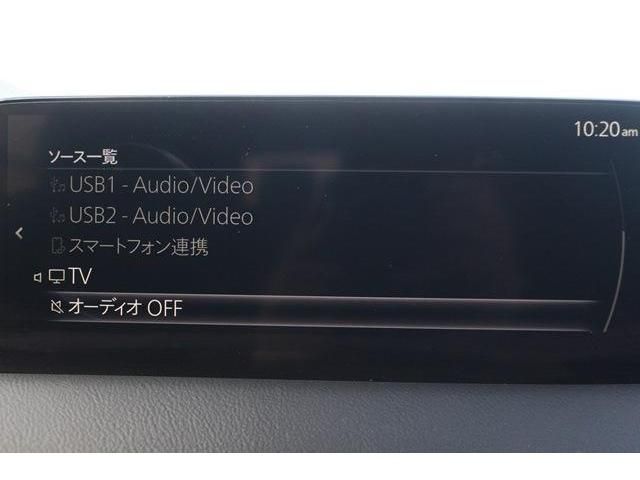 10:20am
ソース一覧
USB1 - Audio/Video
USB2 - Audio/Video
スマートフォン連携
TV
オーディオ OFF